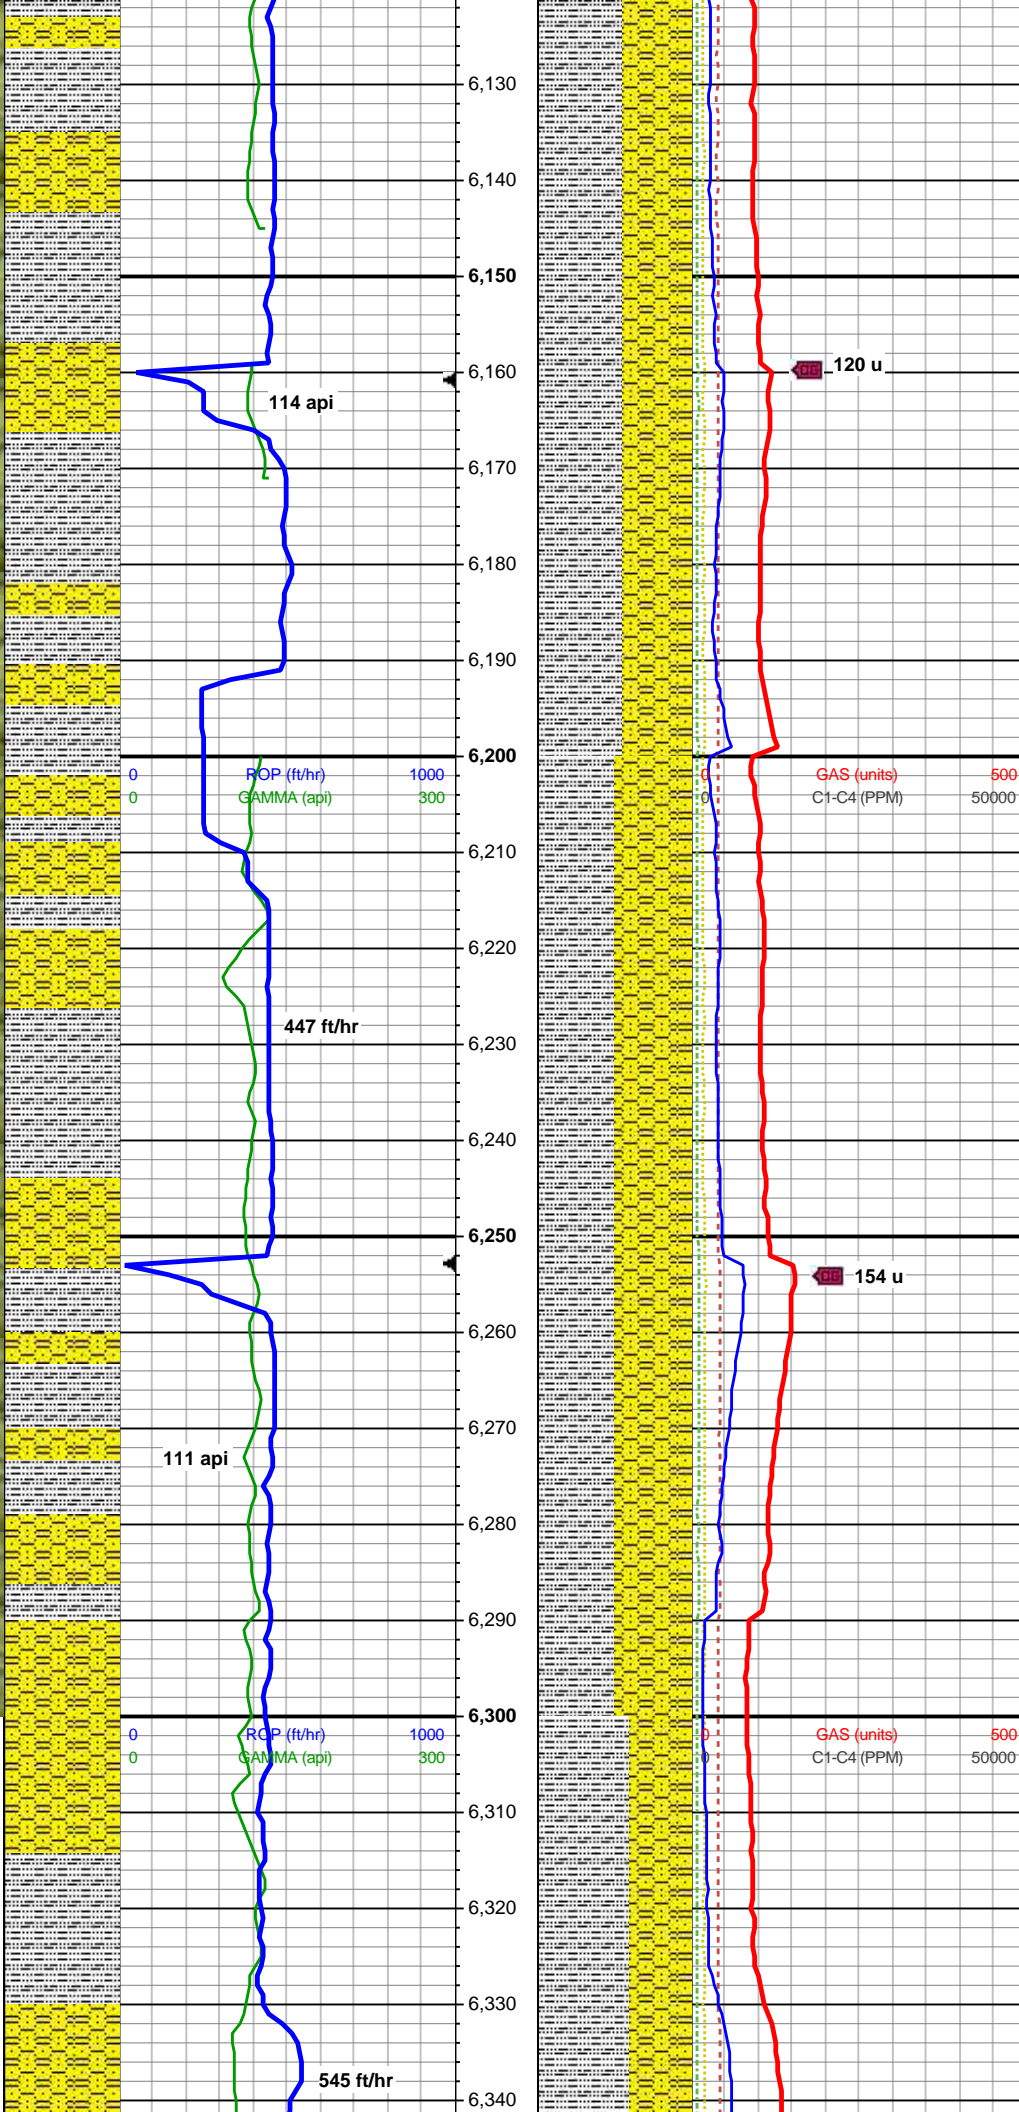 6,130
6,140
6,150
6,160
CG 120 u
114 api
6,170
6,180
6,190
6,200
0 ROP (ft/hr) 1000
0 GAMMA (api) 300
0 GAS (units) 500
0 C1-C4 (PPM) 50000
6,210
6,220
447 ft/hr
6,230
6,240
6,250
CG 154 u
6,260
6,270
111 api
6,280
6,290
6,300
0 ROP (ft/hr) 1000
0 GAMMA (api) 300
0 GAS (units) 500
0 C1-C4 (PPM) 50000
6,310
6,320
6,330
545 ft/hr
6,340